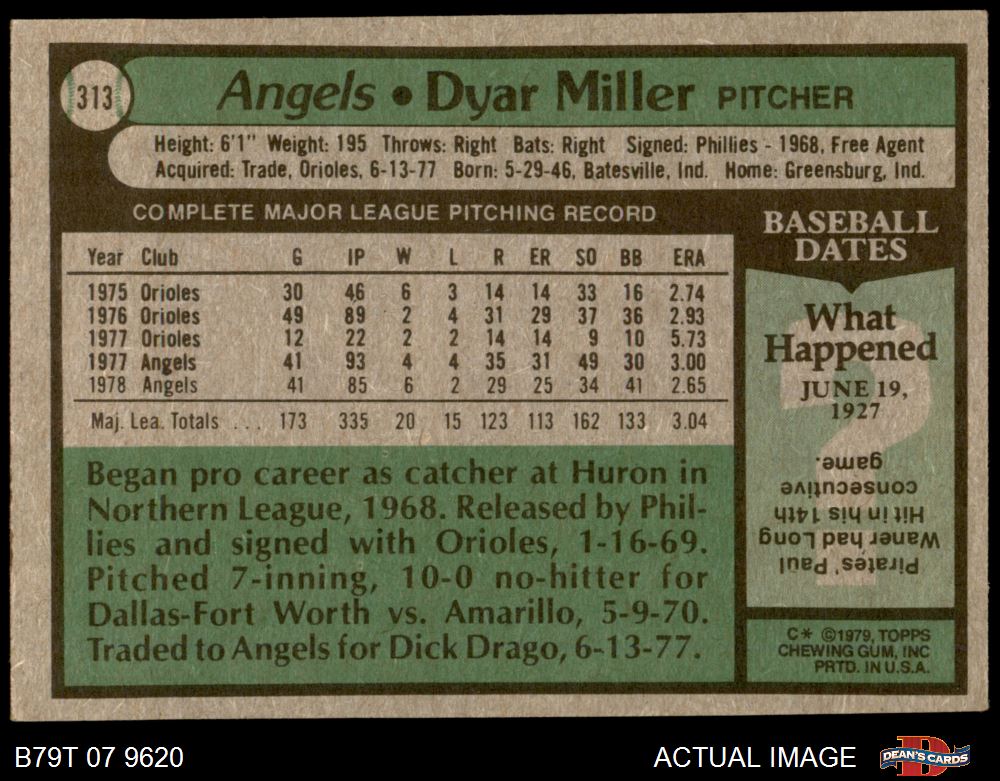 313
Angels • Dyar Miller PITCHER
Height: 6'1" Weight: 195 Throws: Right Bats: Right Signed: Phillies - 1968, Free Agent
Acquired: Trade, Orioles, 6-13-77 Born: 5-29-46, Batesville, Ind. Home: Greensburg, Ind.
COMPLETE MAJOR LEAGUE PITCHING RECORD
Year Club G IP W L R ER SO BB ERA
1975 Orioles 30 46 6 3 14 14 33 16 2.74
1976 Orioles 49 89 2 4 31 29 37 36 2.93
1977 Orioles 12 22 2 2 14 14 9 10 5.73
1977 Angels 41 93 4 4 35 31 49 30 3.00
1978 Angels 41 85 6 2 29 25 34 41 2.65
Maj. Lea. Totals ... 173 335 20 15 123 113 162 133 3.04
Began pro career as catcher at Huron in
Northern League, 1968. Released by Phil-
lies and signed with Orioles, 1-16-69.
Pitched 7-inning, 10-0 no-hitter for
Dallas-Fort Worth vs. Amarillo, 5-9-70.
Traded to Angels for Dick Drago, 6-13-77.
BASEBALL
DATES
What
Happened
JUNE 19,
1927
Pirates' Paul
Waner had Long
Hit in his 14th
consecutive
game.
C* ©1979, TOPPS
CHEWING GUM, INC
PRTD. IN U.S.A.
B79T 07 9620
ACTUAL IMAGE
DEAN'S CARDS